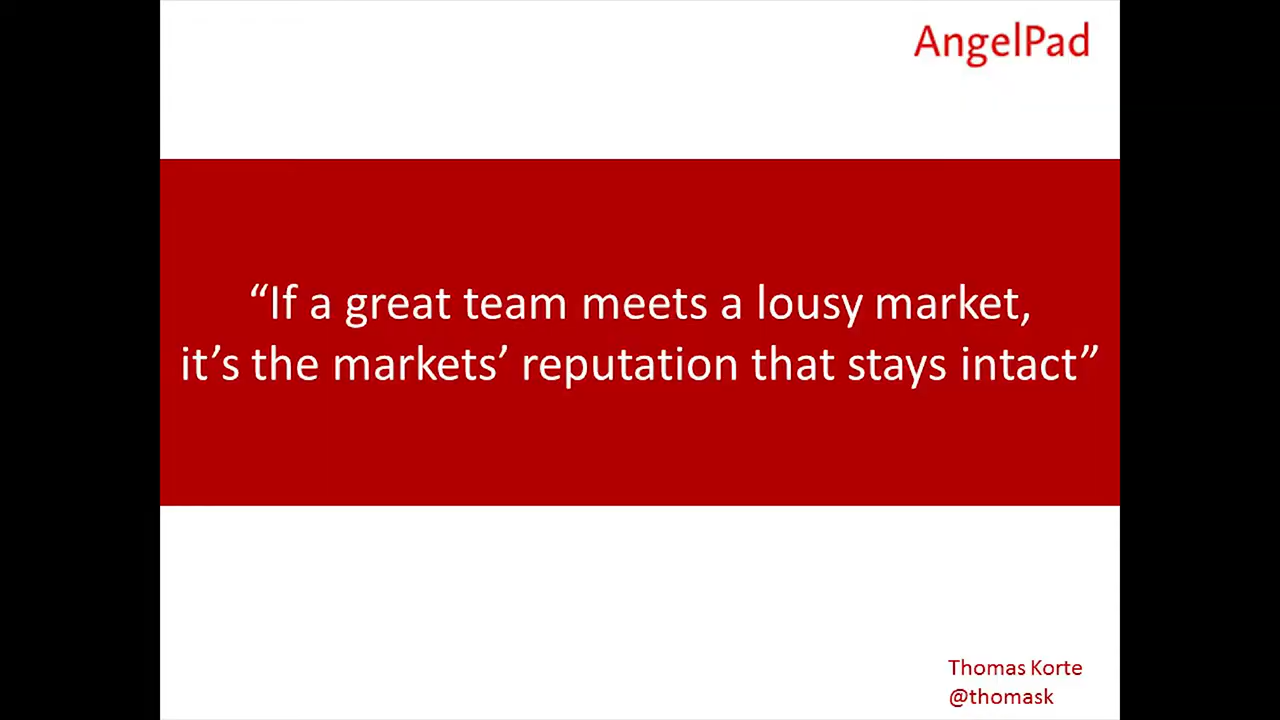 AngelPad
“If a great team meets a lousy market,
it’s the markets’ reputation that stays intact”
Thomas Korte
@thomask